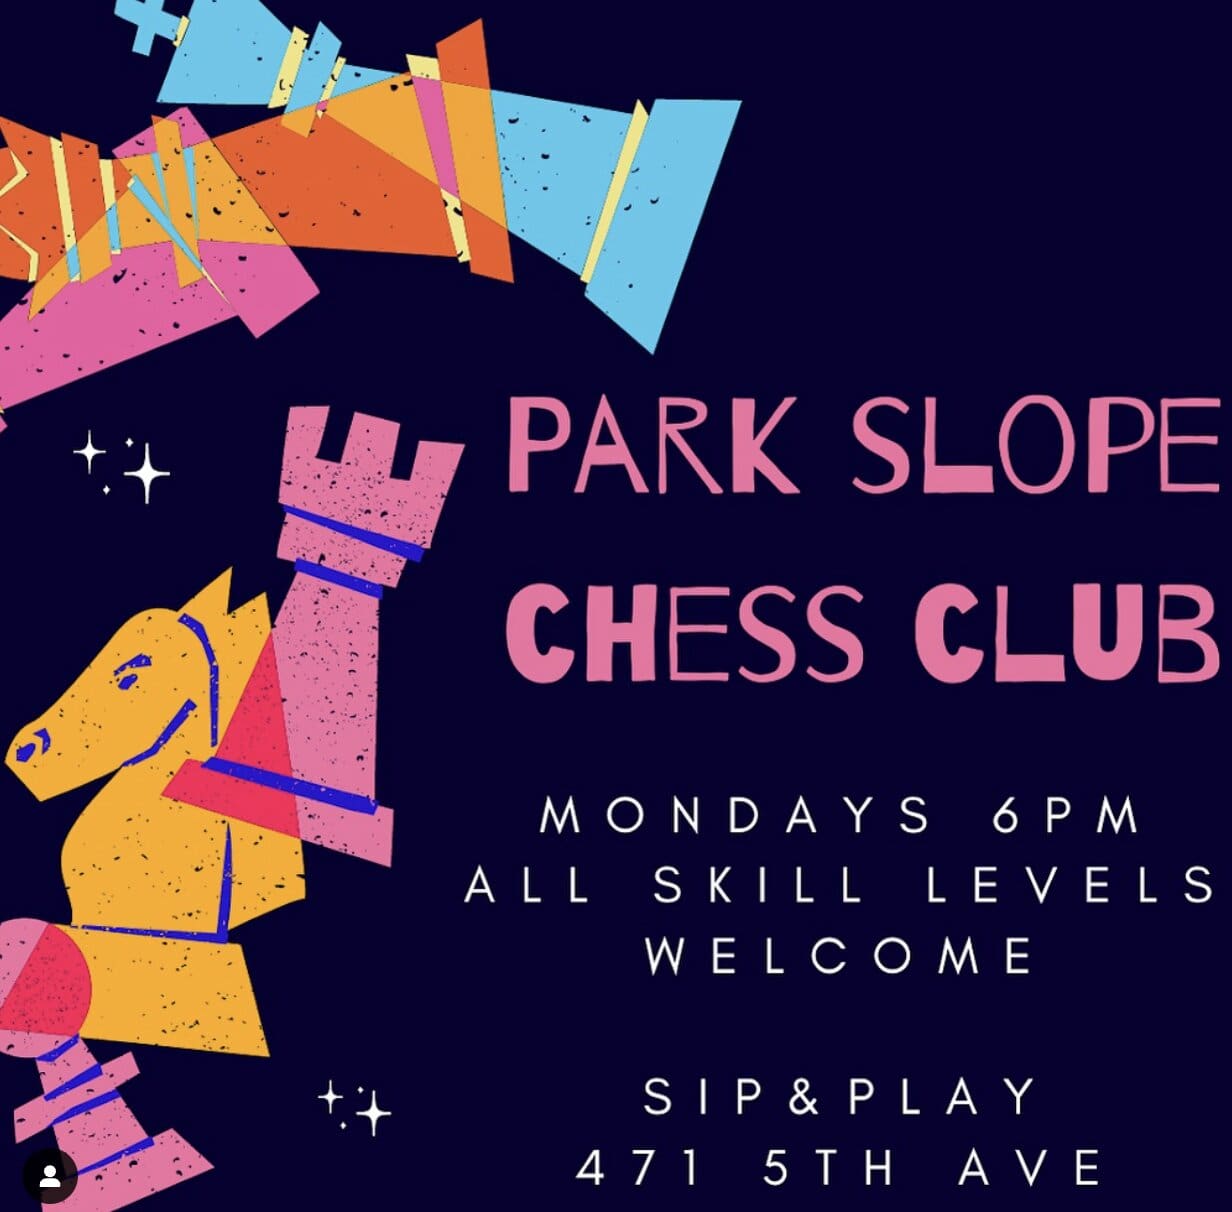 PARK SLOPE
CHESS CLUB
MONDAYS 6PM
ALL SKILL LEVELS
WELCOME
SIP&PLAY
471 5TH AVE